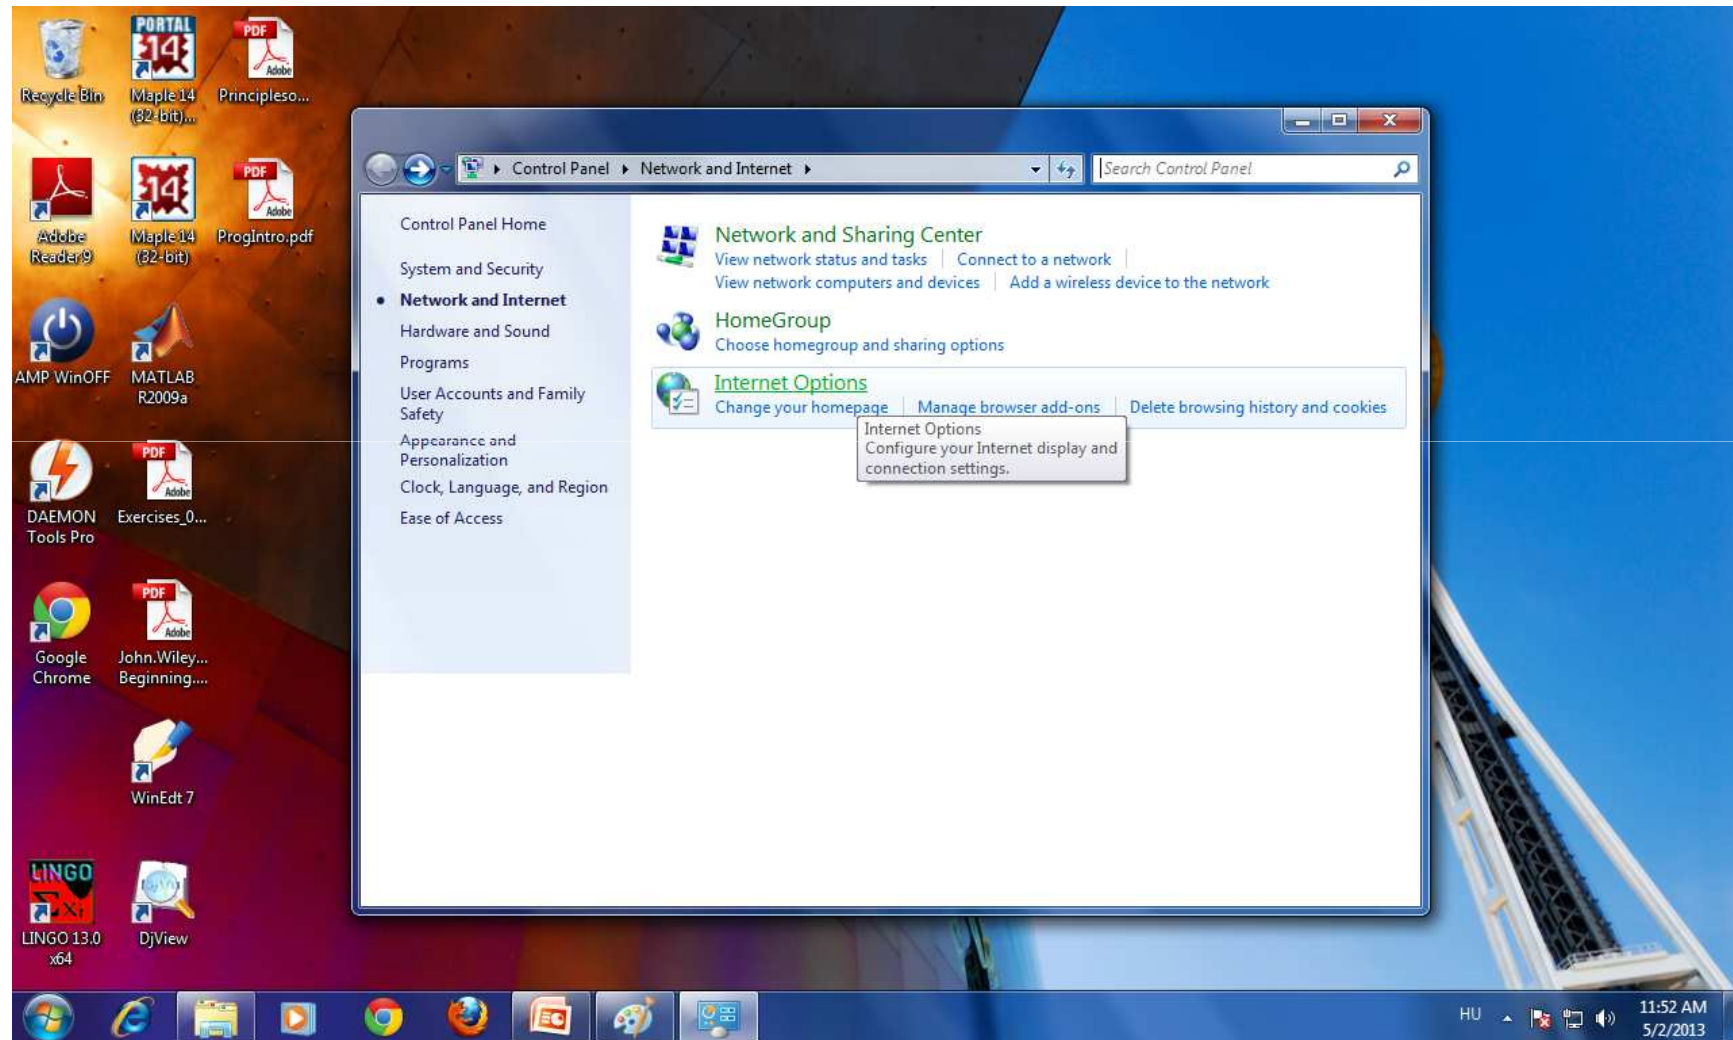 Recycle Bin
PORTAL
14
Maple 14
(32-bit)...
PDF
Adobe
Principleso...
Adobe
Reader 9
14
Maple 14
(32-bit)
PDF
Adobe
ProgIntro.pdf
AMP WinOFF
MATLAB
R2009a
DAEMON
Tools Pro
PDF
Adobe
Exercises_0...
Google
Chrome
PDF
Adobe
John.Wiley...
Beginning....
WinEdt 7
LINGO
LINGO 13.0
x64
DjView
Control Panel
Network and Internet
Search Control Panel
Control Panel Home
System and Security
Network and Internet
Hardware and Sound
Programs
User Accounts and Family
Safety
Appearance and
Personalization
Clock, Language, and Region
Ease of Access
Network and Sharing Center
View network status and tasks | Connect to a network
View network computers and devices | Add a wireless device to the network
HomeGroup
Choose homegroup and sharing options
Internet Options
Change your homepage | Manage browser add-ons | Delete browsing history and cookies
Internet Options
Configure your Internet display and
connection settings.
HU
11:52 AM
5/2/2013